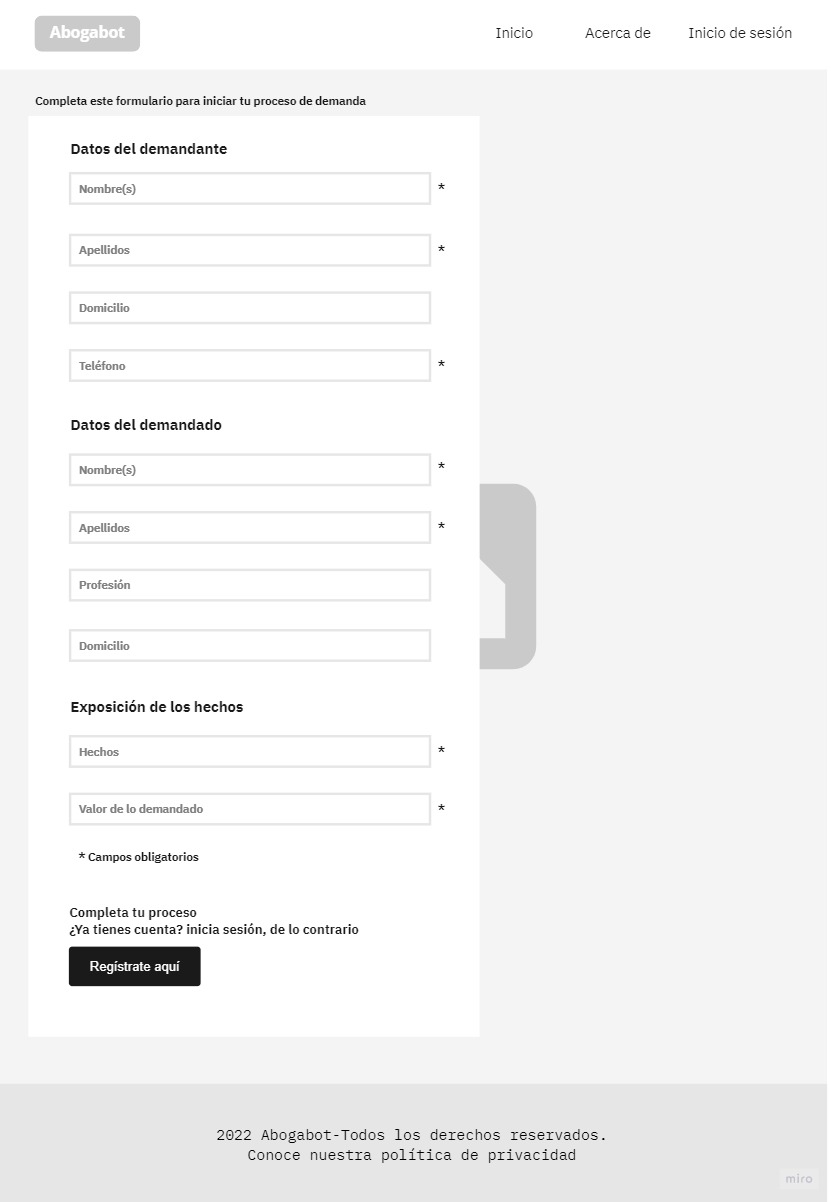 Abogabot
Inicio Acerca de Inicio de sesión
Completa este formulario para iniciar tu proceso de demanda
Datos del demandante
Nombre(s) *
Apellidos *
Domicilio
Teléfono *
Datos del demandado
Nombre(s) *
Apellidos *
Profesión
Domicilio
Exposición de los hechos
Hechos *
Valor de lo demandado *
* Campos obligatorios
Completa tu proceso
¿Ya tienes cuenta? inicia sesión, de lo contrario
Regístrate aquí
2022 Abogabot-Todos los derechos reservados.
Conoce nuestra política de privacidad
miro